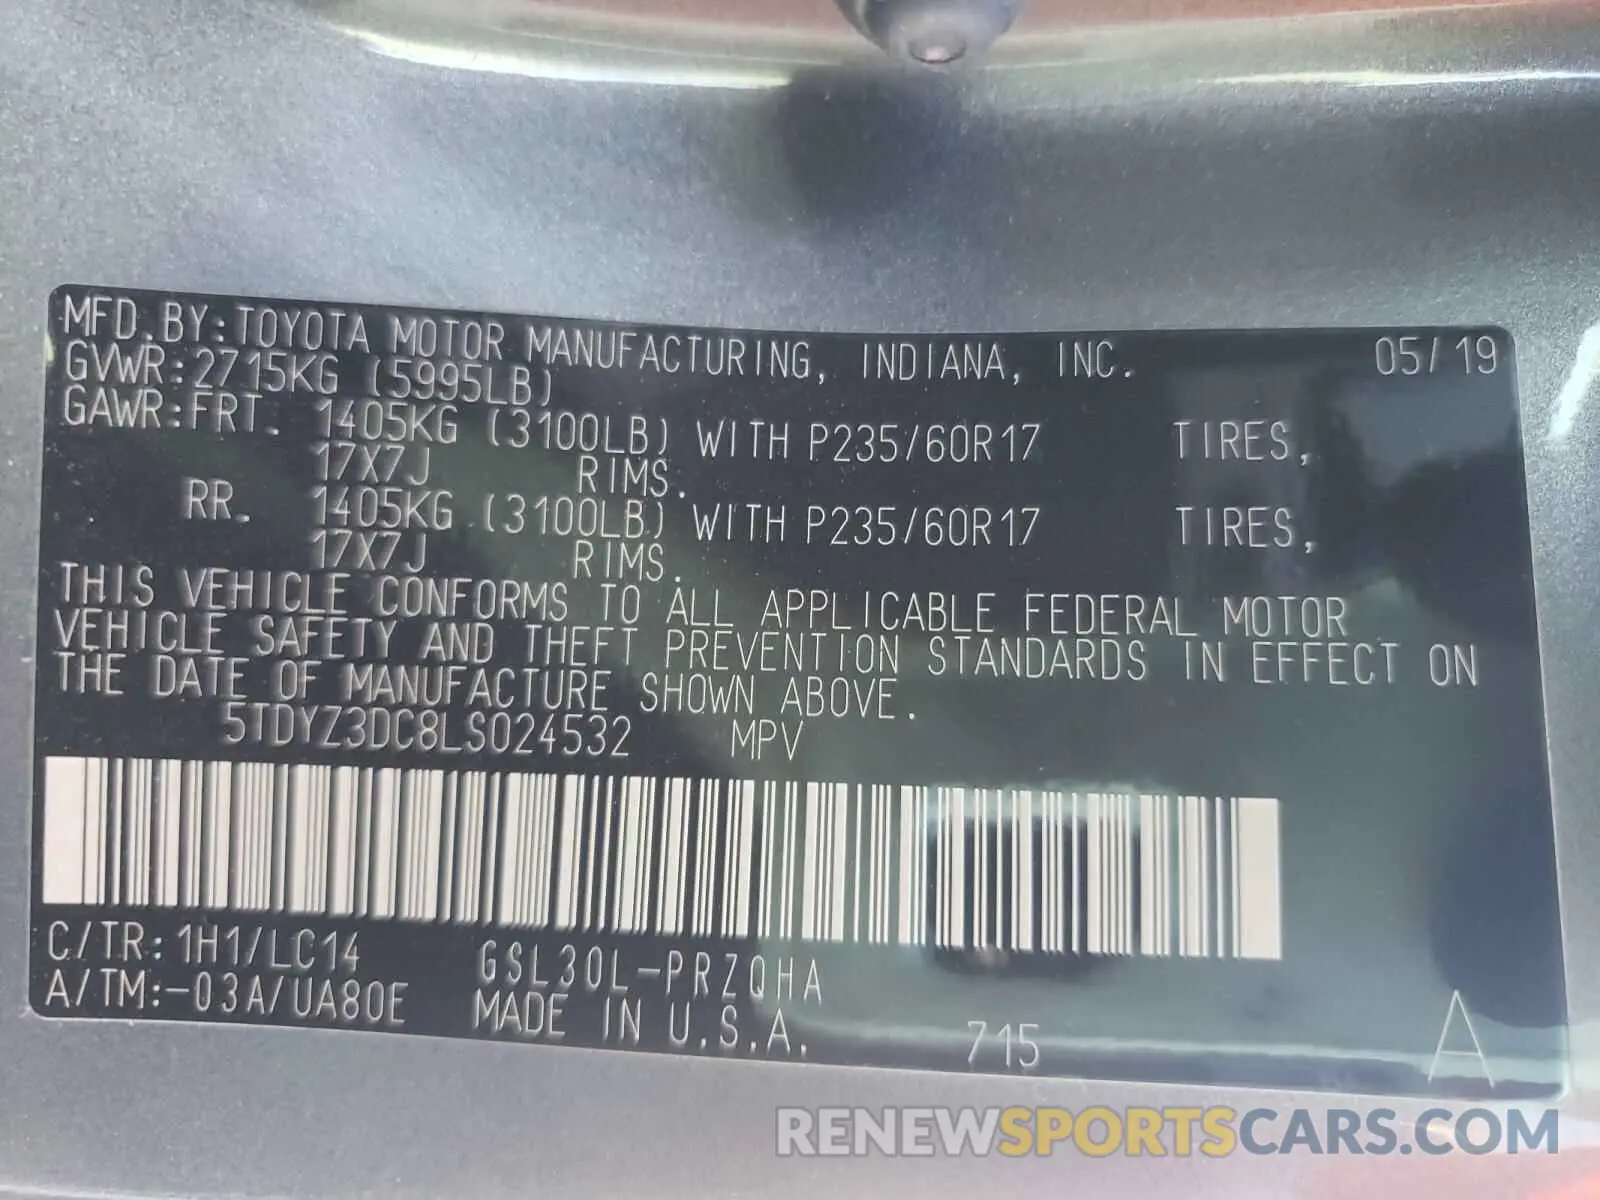 MFD.BY:TOYOTA MOTOR MANUFACTURING, INDIANA, INC. 05/19
GVWR:2715KG (5995LB)
GAWR:FRT. 1405KG (3100LB) WITH P235/60R17 TIRES,
17X7J RIMS.
RR. 1405KG (3100LB) WITH P235/60R17 TIRES,
17X7J RIMS.
THIS VEHICLE CONFORMS TO ALL APPLICABLE FEDERAL MOTOR
VEHICLE SAFETY AND THEFT PREVENTION STANDARDS IN EFFECT ON
THE DATE OF MANUFACTURE SHOWN ABOVE.
5TDYZ3DC8LS024532 MPV
C/TR:1H1/LC14 GSL30L-PRZQHA
A/TM:-03A/UA80E MADE IN U.S.A. 715 A
RENEWSPORTSCARS.COM